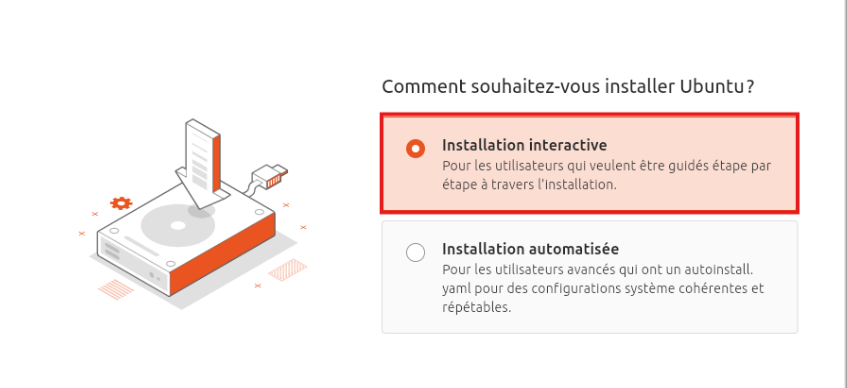 Comment souhaitez-vous installer Ubuntu ?
Installation interactive
Pour les utilisateurs qui veulent être guidés étape par
étape à travers l'installation.
Installation automatisée
Pour les utilisateurs avancés qui ont un autoinstall.
yaml pour des configurations système cohérentes et
répétables.